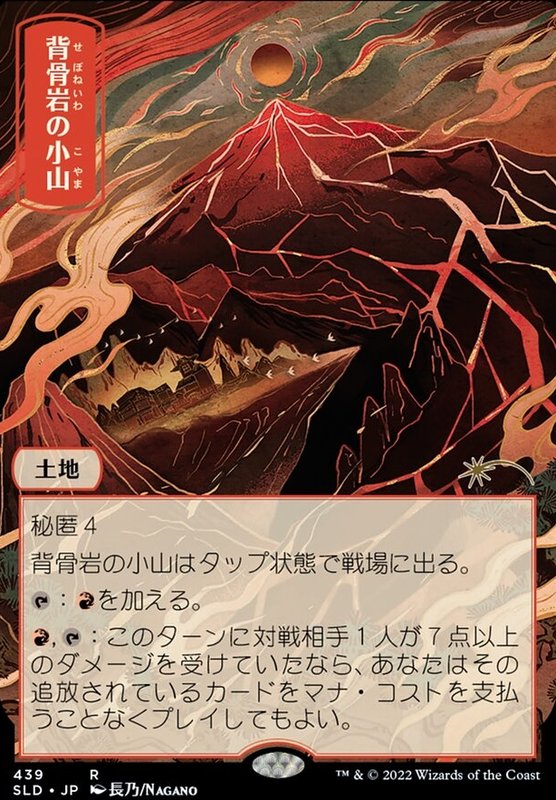 背骨岩の小山
せぼねいわ
こやま
土地
秘匿4
背骨岩の小山はタップ状態で戦場に出る。
：を加える。
，：このターンに対戦相手1人が7点以上
のダメージを受けていたなら、あなたはその
追放されているカードをマナ・コストを支払
うことなくプレイしてもよい。
439 R
SLD • JP 長乃/NAGANO
™ & © 2022 Wizards of the Coast